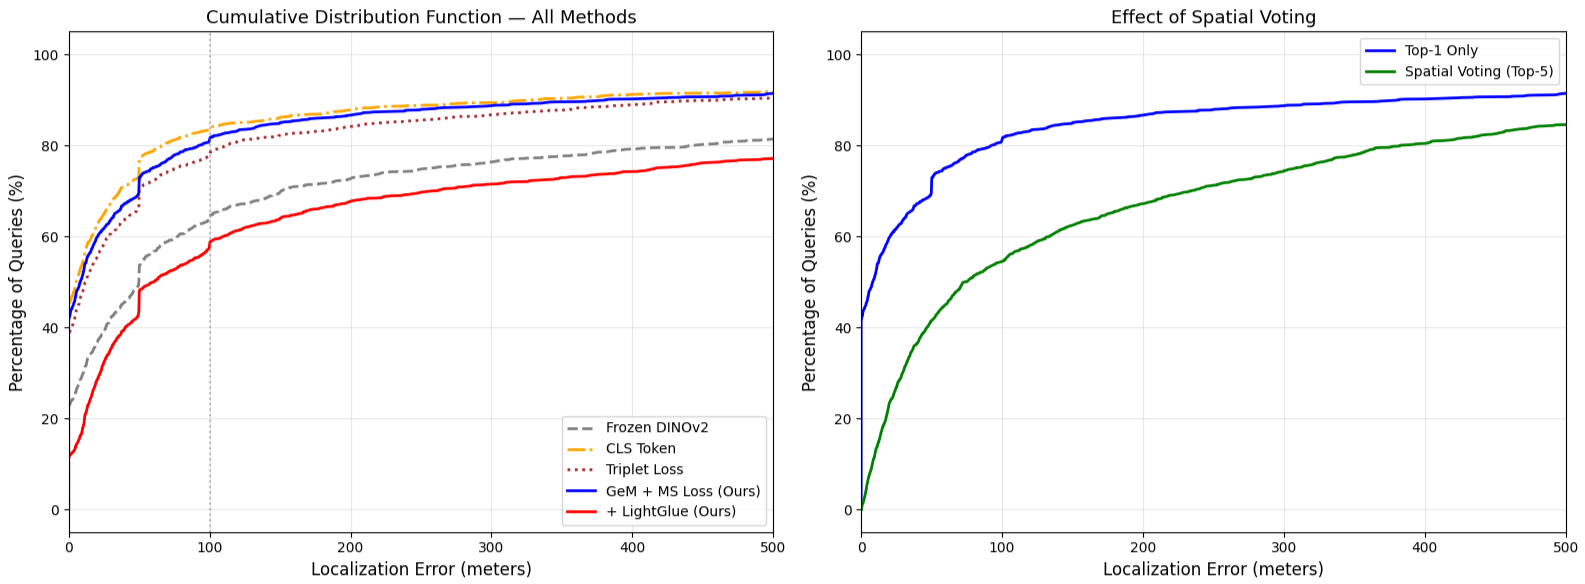 Cumulative Distribution Function — All Methods
100
80
60
40
20
0
Percentage of Queries (%)
0 100 200 300 400 500
Localization Error (meters)
Frozen DINOv2
CLS Token
Triplet Loss
GeM + MS Loss (Ours)
+ LightGlue (Ours)
Effect of Spatial Voting
100
80
60
40
20
0
Percentage of Queries (%)
0 100 200 300 400 500
Localization Error (meters)
Top-1 Only
Spatial Voting (Top-5)